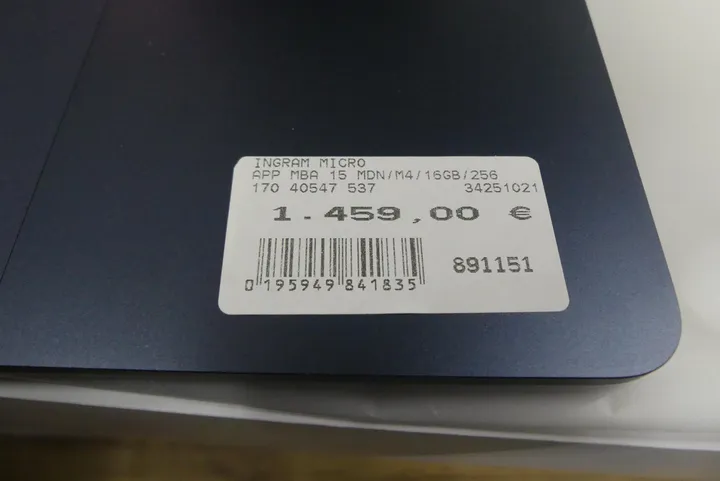 INGRAM MICRO
APP MBA 15 MDN/M4/16GB/256
170 40547 537 34251021
1.459,00 €
891151
0 195949 841835